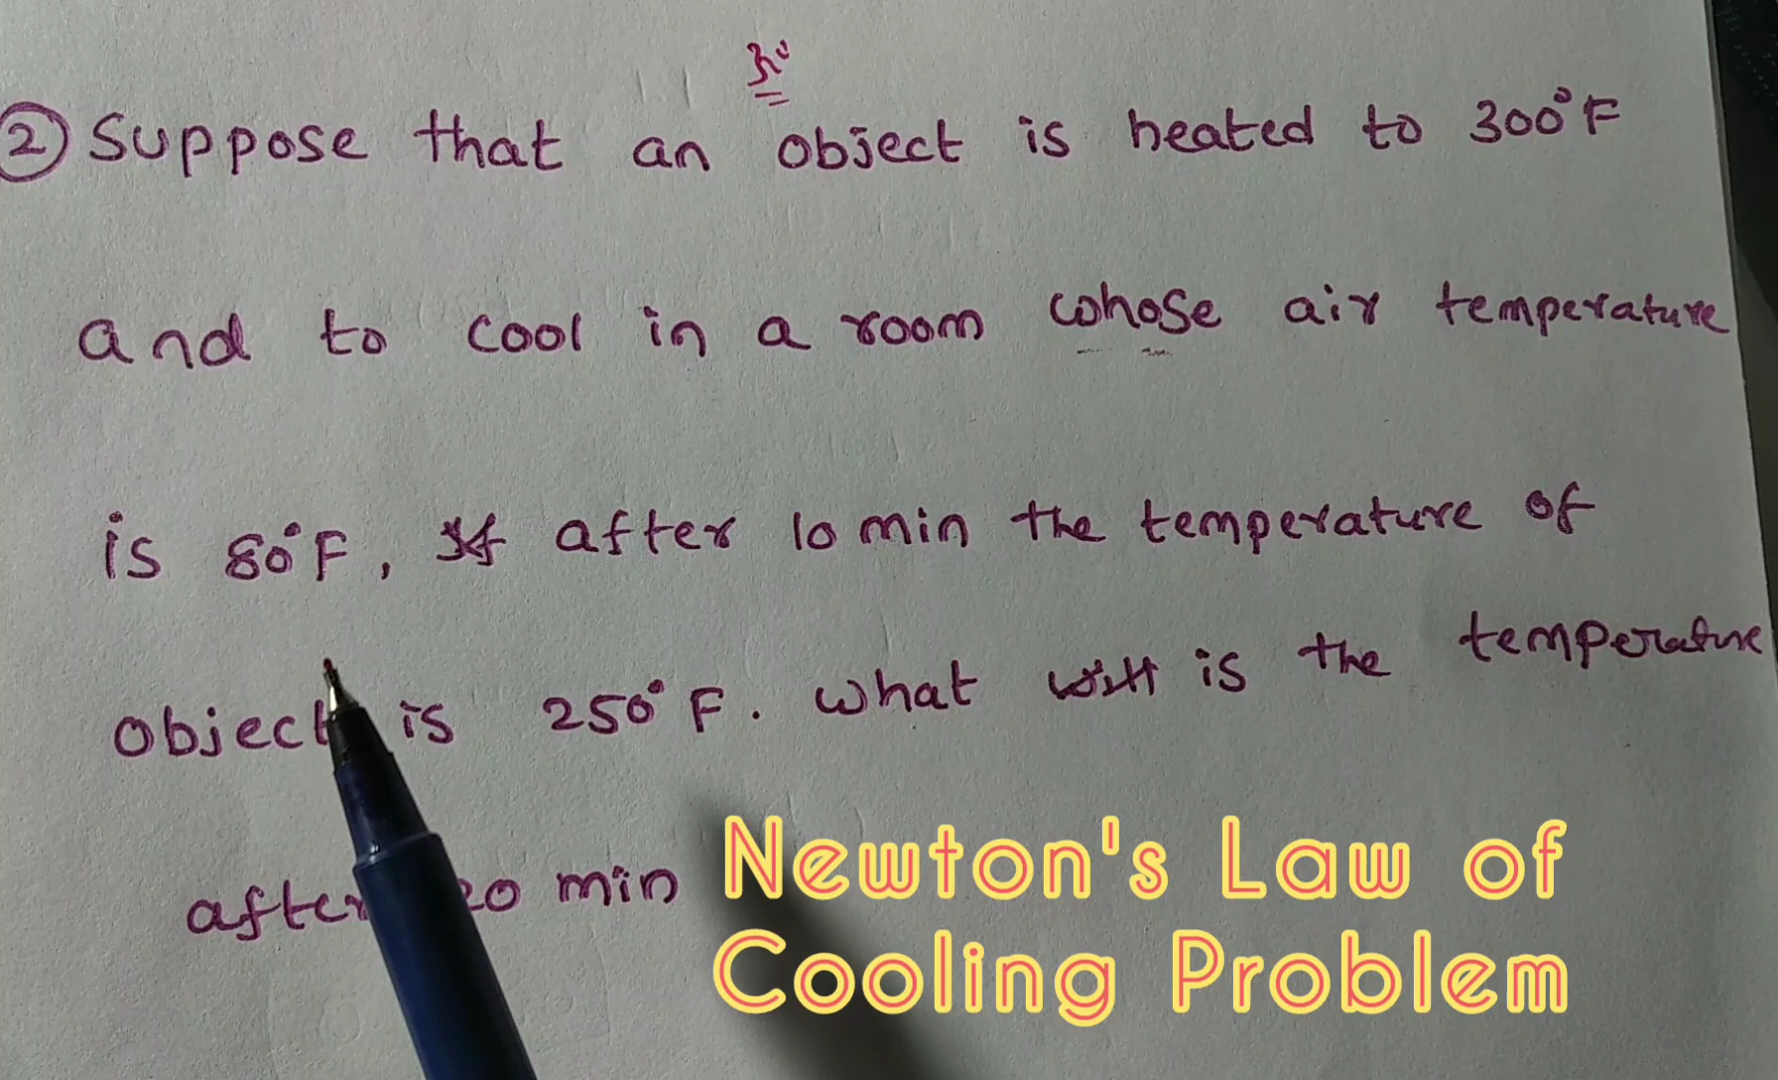 ② Suppose that an object is heated to 300°F
and to cool in a room whose air temperature
is 80°F, If after 10 min the temperature of
object is 250°F. what is the temperature
after 20 min
Newton's Law of
Cooling Problem